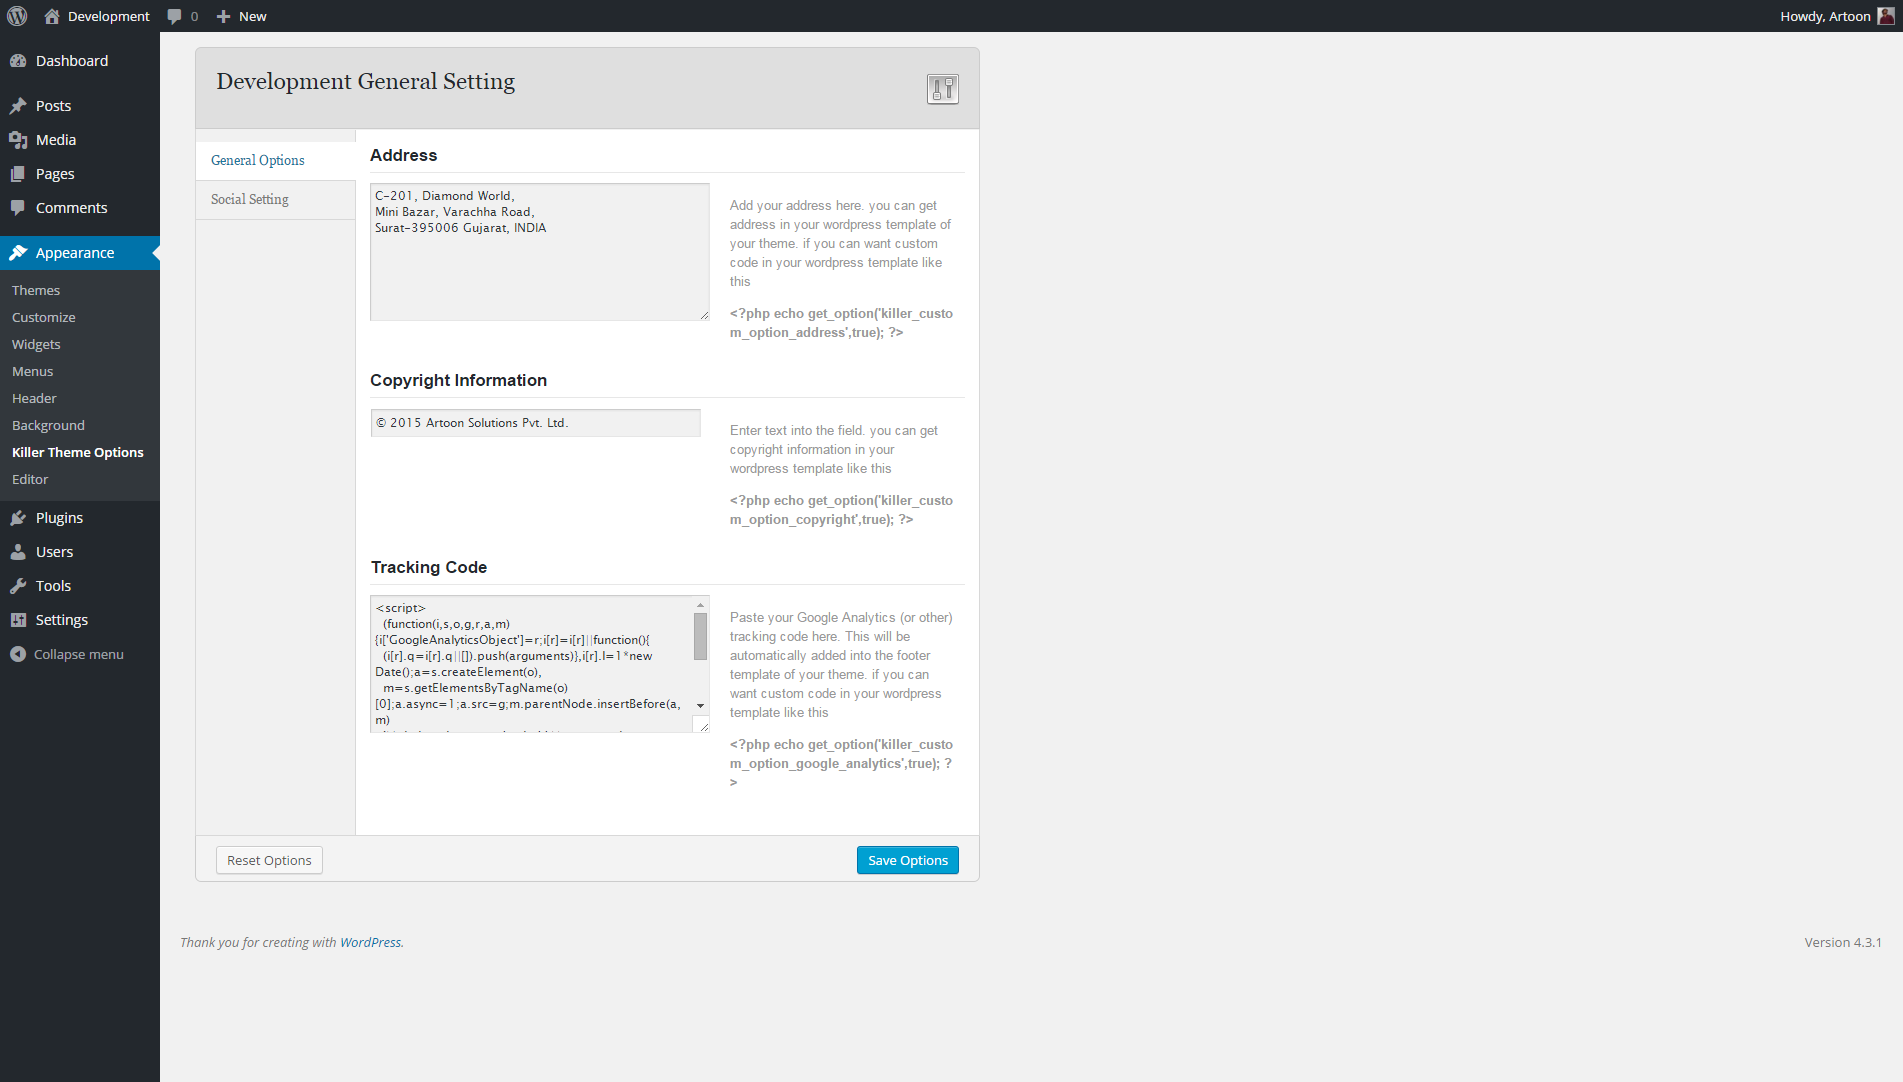 Development
0
New
Howdy, Artoon
Dashboard
Posts
Media
Pages
Comments
Appearance
Themes
Customize
Widgets
Menus
Header
Background
Killer Theme Options
Editor
Plugins
Users
Tools
Settings
Collapse menu
Development General Setting
General Options
Social Setting
Address
C-201, Diamond World,
Mini Bazar, Varachha Road,
Surat-395006 Gujarat, INDIA
Add your address here. you can get
address in your wordpress template of
your theme. if you can want custom
code in your wordpress template like
this
<?php echo get_option('killer_custo
m_option_address',true); ?>
Copyright Information
© 2015 Artoon Solutions Pvt. Ltd.
Enter text into the field. you can get
copyright information in your
wordpress template like this
<?php echo get_option('killer_custo
m_option_copyright',true); ?>
Tracking Code
<script>
(function(i,s,o,g,r,a,m)
{i['GoogleAnalyticsObject']=r;i[r]=i[r]||function(){
(i[r].q=i[r].q||[]).push(arguments)},i[r].l=1*new
Date();a=s.createElement(o),
m=s.getElementsByTagName(o)
[0];a.async=1;a.src=g;m.parentNode.insertBefore(a,
m)
Paste your Google Analytics (or other)
tracking code here. This will be
automatically added into the footer
template of your theme. if you can
want custom code in your wordpress
template like this
<?php echo get_option('killer_custo
m_option_google_analytics',true); ?
>
Reset Options
Save Options
Thank you for creating with WordPress.
Version 4.3.1